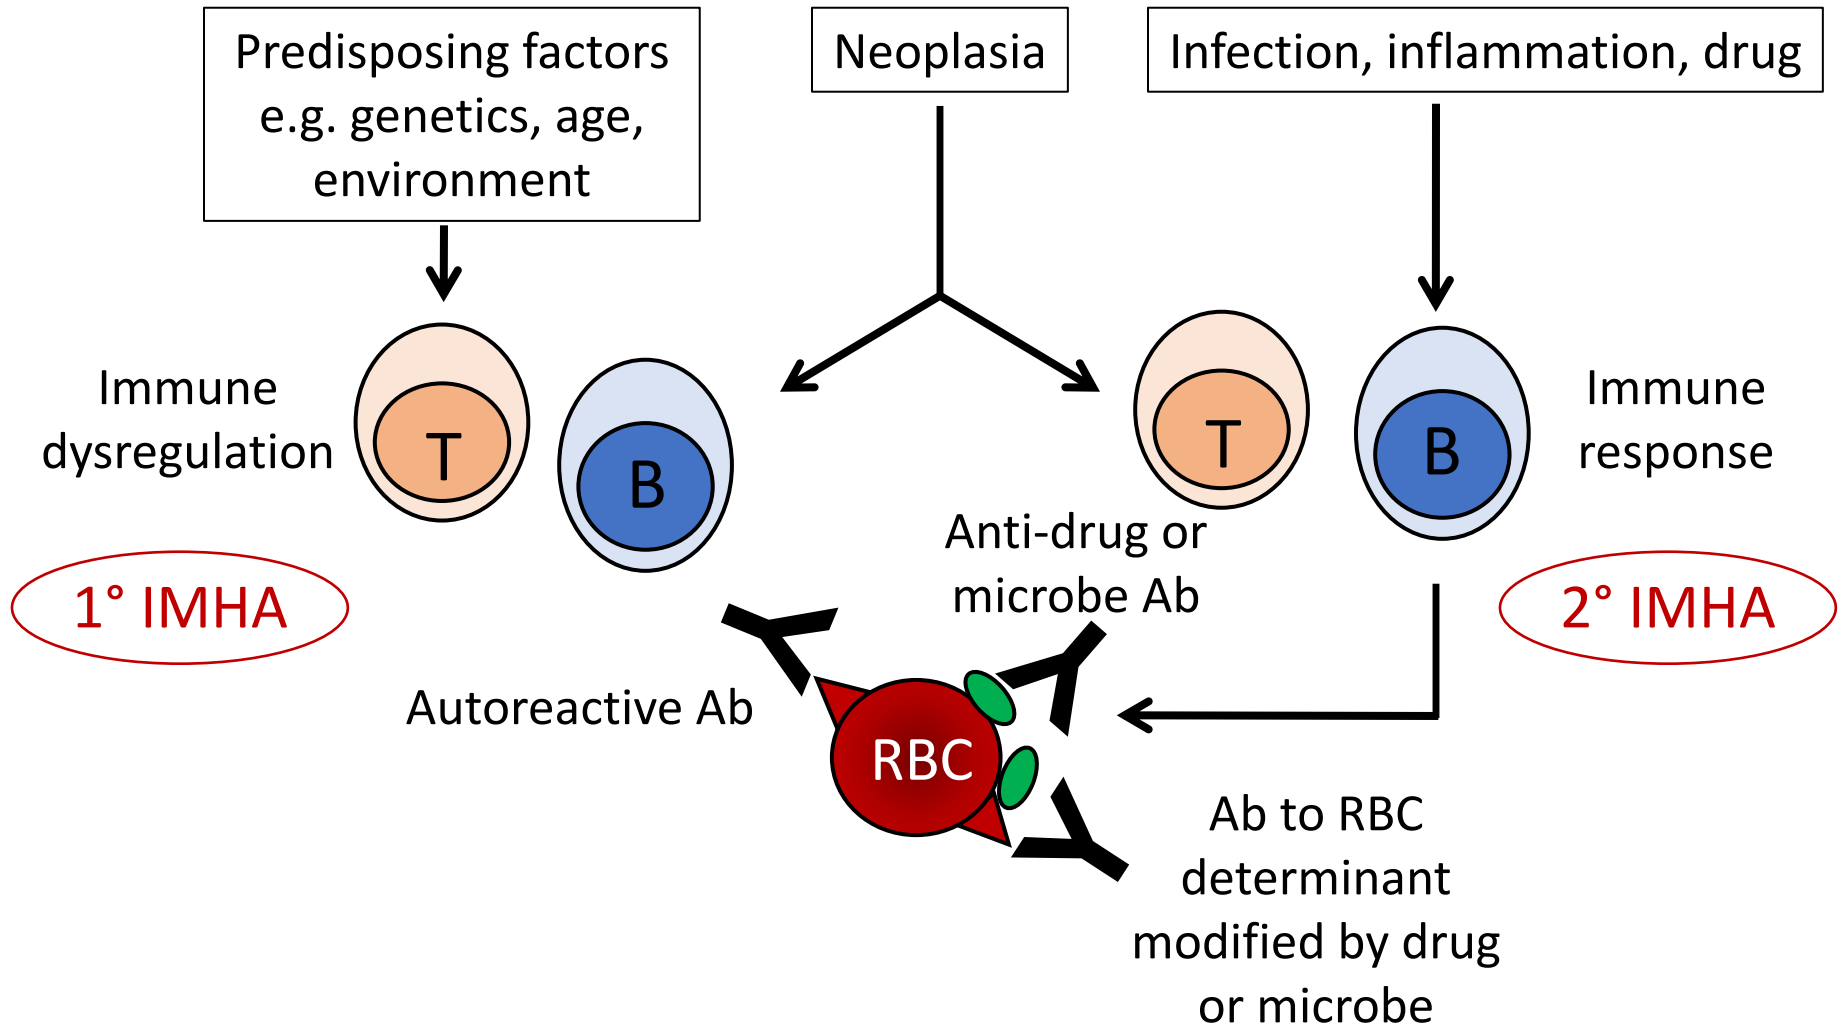 Predisposing factors
e.g. genetics, age,
environment
Neoplasia
Infection, inflammation, drug
Immune
dysregulation
T
B
T
B
Immune
response
1° IMHA
Anti-drug or
microbe Ab
2° IMHA
Autoreactive Ab
RBC
Ab to RBC
determinant
modified by drug
or microbe